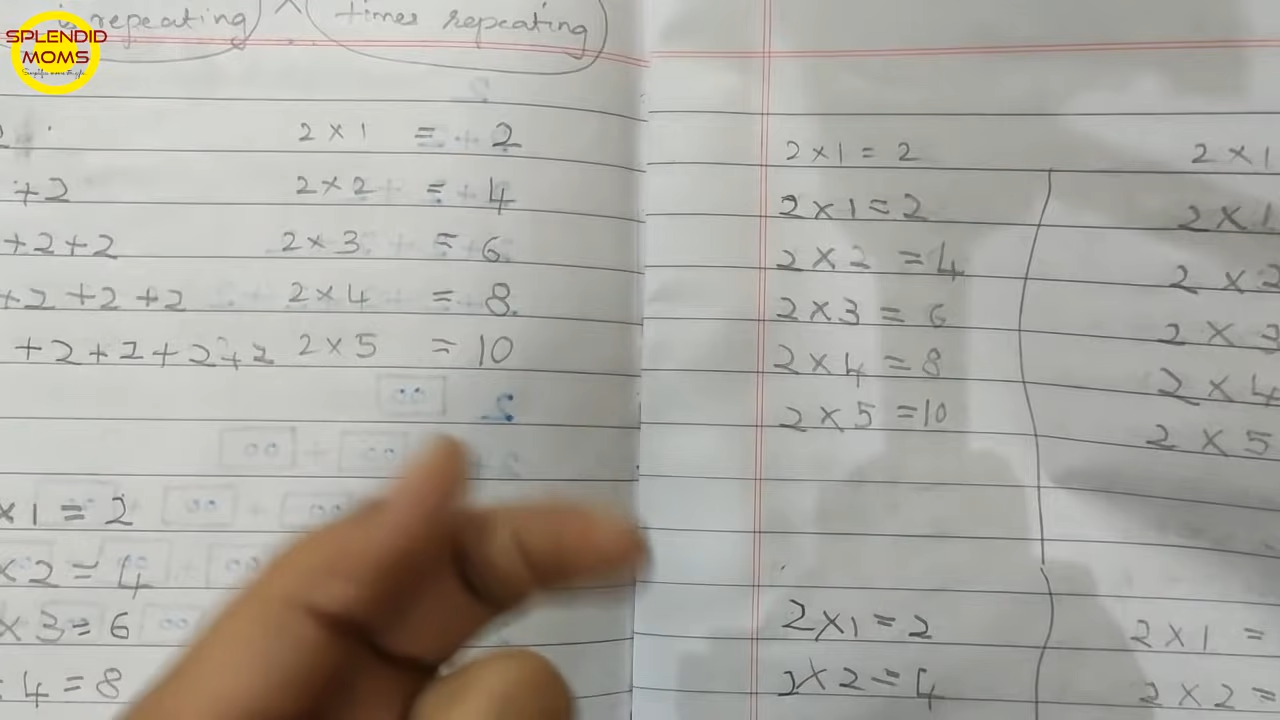 SPLENDID
MOMS
is repeating × times repeating
2 × 1 = 2
+2 2 × 2 = 4
+2+2 2 × 3 = 6
+2 +2 +2 2 × 4 = 8
+2+2+2+2 2 × 5 = 10
×1 = 2
×2 = 4
×3 = 6
4 = 8
2 × 1 = 2
2 × 1 = 2
2 × 2 = 4
2 × 3 = 6
2 × 4 = 8
2 × 5 = 10
2 × 1 = 2
2 × 2 = 4
2 × 1
2 × 1
2 × 2
2 × 3
2 × 4
2 × 5
2 × 1 =
2 × 2 =